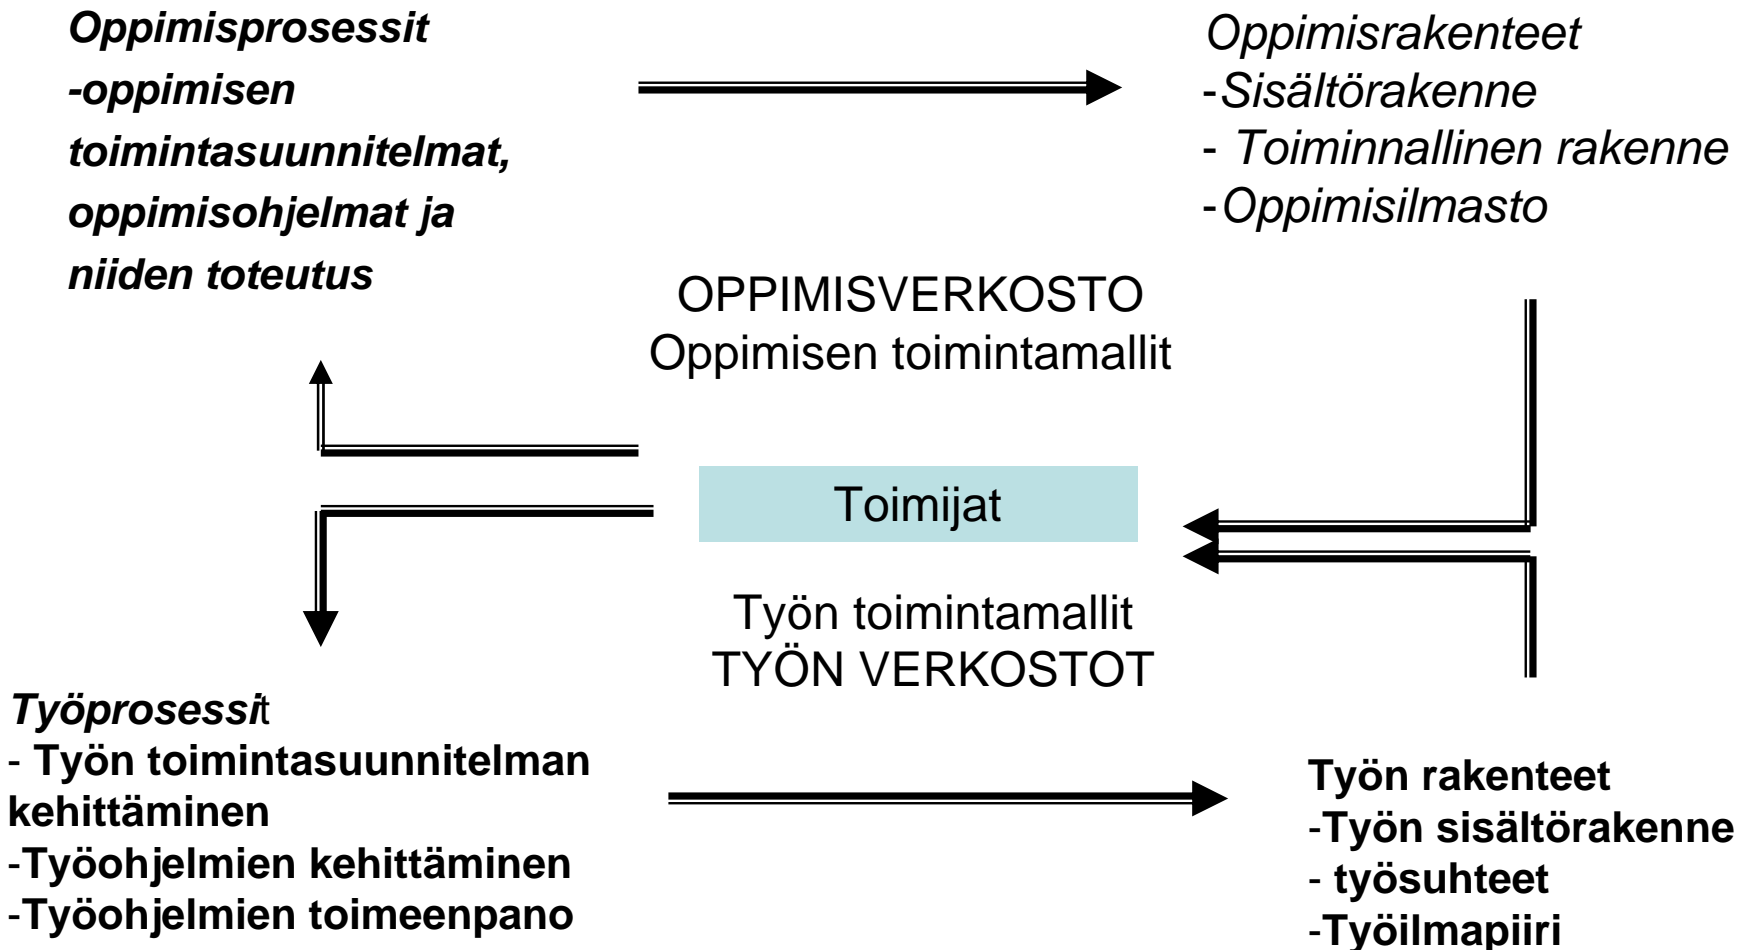 Oppimisprosessit
-oppimisen
toimintasuunnitelmat,
oppimisohjelmat ja
niiden toteutus
Oppimisrakenteet
-Sisältörakenne
- Toiminnallinen rakenne
-Oppimisilmasto
OPPIMISVERKOSTO
Oppimisen toimintamallit
Toimijat
Työn toimintamallit
TYÖN VERKOSTOT
Työprosessit
- Työn toimintasuunnitelman
kehittäminen
-Työohjelmien kehittäminen
-Työohjelmien toimeenpano
Työn rakenteet
-Työn sisältörakenne
- työsuhteet
-Työilmapiiri